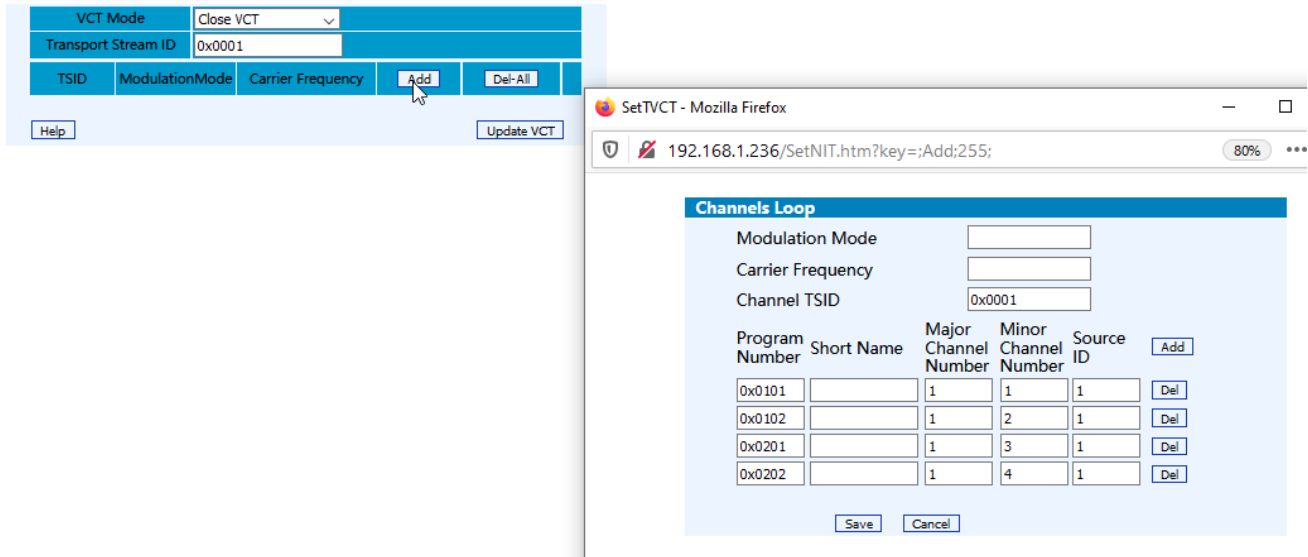 VCT Mode Close VCT
Transport Stream ID 0x0001
TSID ModulationMode Carrier Frequency Add Del-All
Help Update VCT
SetTVCT - Mozilla Firefox
192.168.1.236/SetNIT.htm?key=;Add;255; 80%
Channels Loop
Modulation Mode
Carrier Frequency
Channel TSID 0x0001
Program Number Short Name Major Channel Number Minor Channel Number Source ID Add
0x0101 1 1 1 Del
0x0102 1 2 1 Del
0x0201 1 3 1 Del
0x0202 1 4 1 Del
Save Cancel